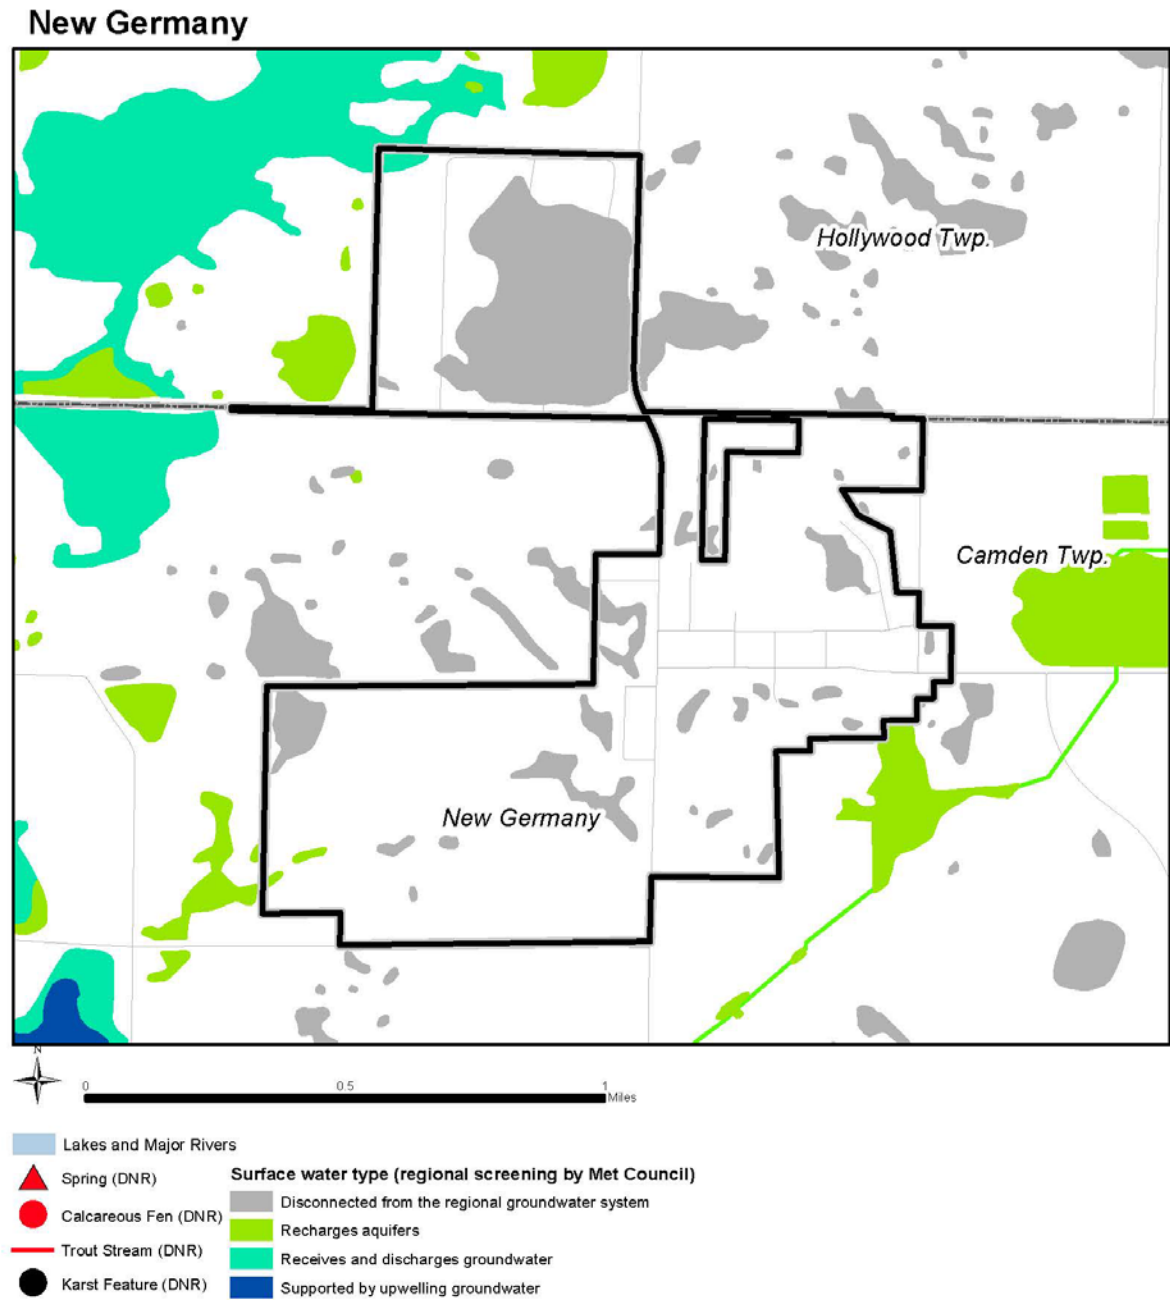 New Germany
Hollywood Twp.
Camden Twp.
New Germany
N
0 0.5 1
Miles
Lakes and Major Rivers
Spring (DNR)
Calcareous Fen (DNR)
Trout Stream (DNR)
Karst Feature (DNR)
Surface water type (regional screening by Met Council)
Disconnected from the regional groundwater system
Recharges aquifers
Receives and discharges groundwater
Supported by upwelling groundwater